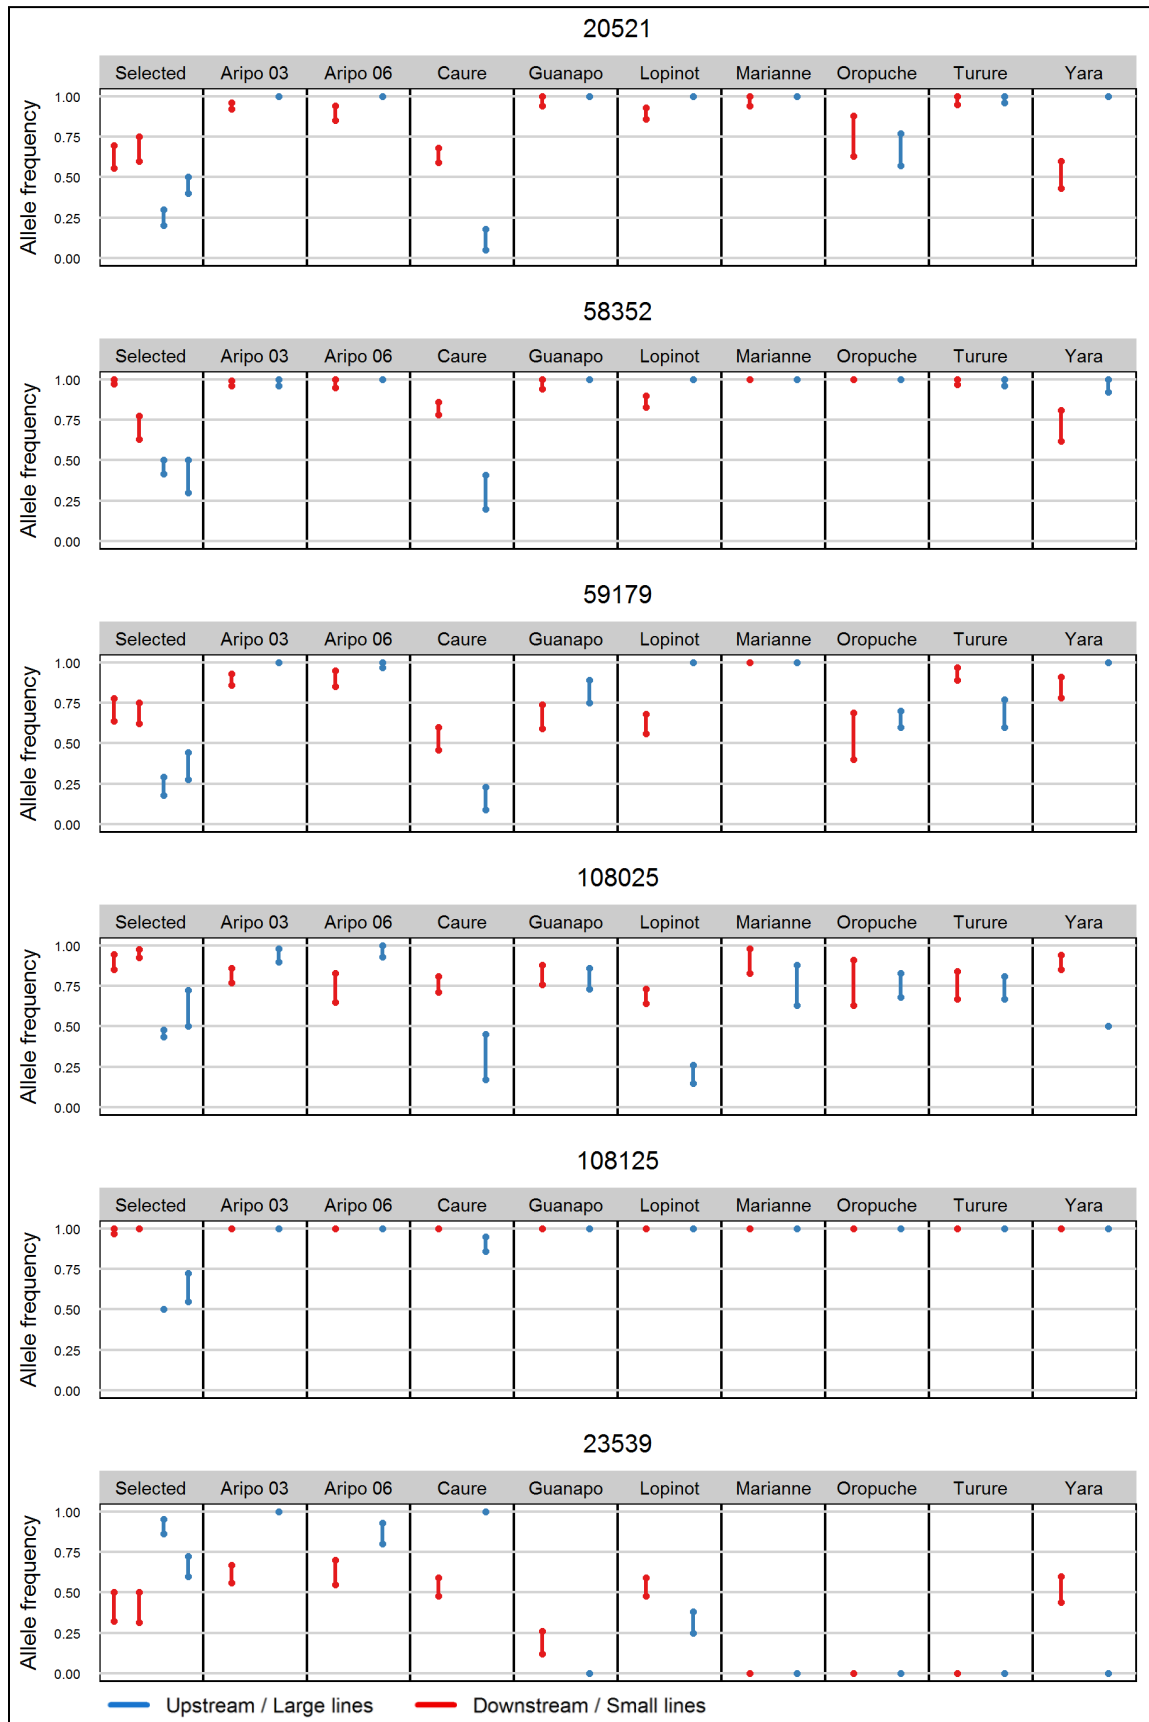 20521
Selected Aripo 03 Aripo 06 Caure Guanapo Lopinot Marianne Oropuche Turure Yara
Allele frequency
1.00
0.75
0.50
0.25
0.00
58352
Selected Aripo 03 Aripo 06 Caure Guanapo Lopinot Marianne Oropuche Turure Yara
Allele frequency
1.00
0.75
0.50
0.25
0.00
59179
Selected Aripo 03 Aripo 06 Caure Guanapo Lopinot Marianne Oropuche Turure Yara
Allele frequency
1.00
0.75
0.50
0.25
0.00
108025
Selected Aripo 03 Aripo 06 Caure Guanapo Lopinot Marianne Oropuche Turure Yara
Allele frequency
1.00
0.75
0.50
0.25
0.00
108125
Selected Aripo 03 Aripo 06 Caure Guanapo Lopinot Marianne Oropuche Turure Yara
Allele frequency
1.00
0.75
0.50
0.25
0.00
23539
Selected Aripo 03 Aripo 06 Caure Guanapo Lopinot Marianne Oropuche Turure Yara
Allele frequency
1.00
0.75
0.50
0.25
0.00
Upstream / Large lines Downstream / Small lines